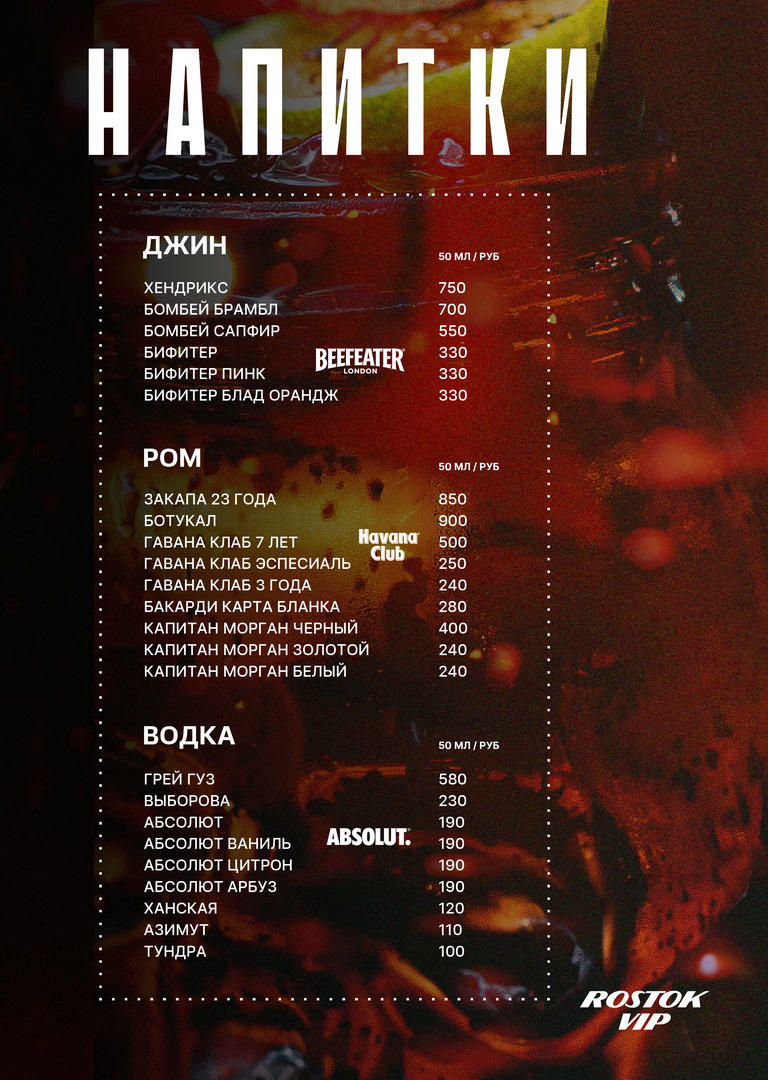 НАПИТКИ
ДЖИН 50 МЛ / РУБ
ХЕНДРИКС 750
БОМБЕЙ БРАМБЛ 700
БОМБЕЙ САПФИР 550
БИФИТЕР 330
БИФИТЕР ПИНК 330
БИФИТЕР БЛАД ОРАНДЖ 330
BEEFEATER
LONDON
РОМ 50 МЛ / РУБ
ЗАКАПА 23 ГОДА 850
БОТУКАЛ 900
ГАВАНА КЛАБ 7 ЛЕТ 500
ГАВАНА КЛАБ ЭСПЕСИАЛЬ 250
ГАВАНА КЛАБ 3 ГОДА 240
БАКАРДИ КАРТА БЛАНКА 280
КАПИТАН МОРГАН ЧЕРНЫЙ 400
КАПИТАН МОРГАН ЗОЛОТОЙ 240
КАПИТАН МОРГАН БЕЛЫЙ 240
Havana
Club
ВОДКА 50 МЛ / РУБ
ГРЕЙ ГУЗ 580
ВЫБОРОВА 230
АБСОЛЮТ 190
АБСОЛЮТ ВАНИЛЬ 190
АБСОЛЮТ ЦИТРОН 190
АБСОЛЮТ АРБУЗ 190
ХАНСКАЯ 120
АЗИМУТ 110
ТУНДРА 100
ABSOLUT.
ROSTOK
VIP